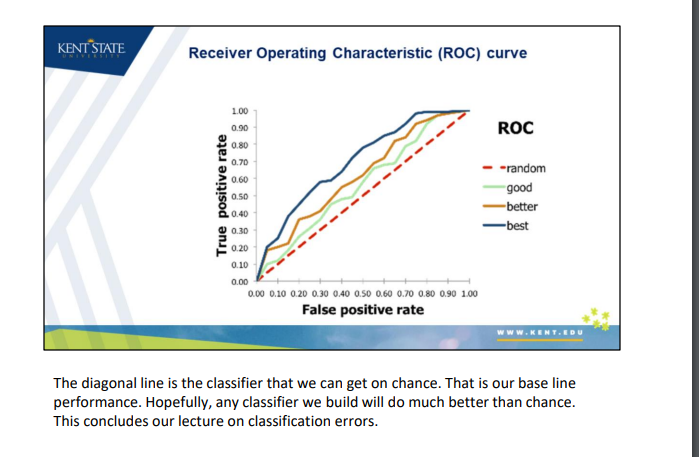 KENT STATE
UNIVERSITY
Receiver Operating Characteristic (ROC) curve
True positive rate
1.00
0.90
0.80
0.70
0.60
0.50
0.40
0.30
0.20
0.10
0.00
0.00 0.10 0.20 0.30 0.40 0.50 0.60 0.70 0.80 0.90 1.00
False positive rate
ROC
random
good
better
best
WWW.KENT.EDU
The diagonal line is the classifier that we can get on chance. That is our base line
performance. Hopefully, any classifier we build will do much better than chance.
This concludes our lecture on classification errors.